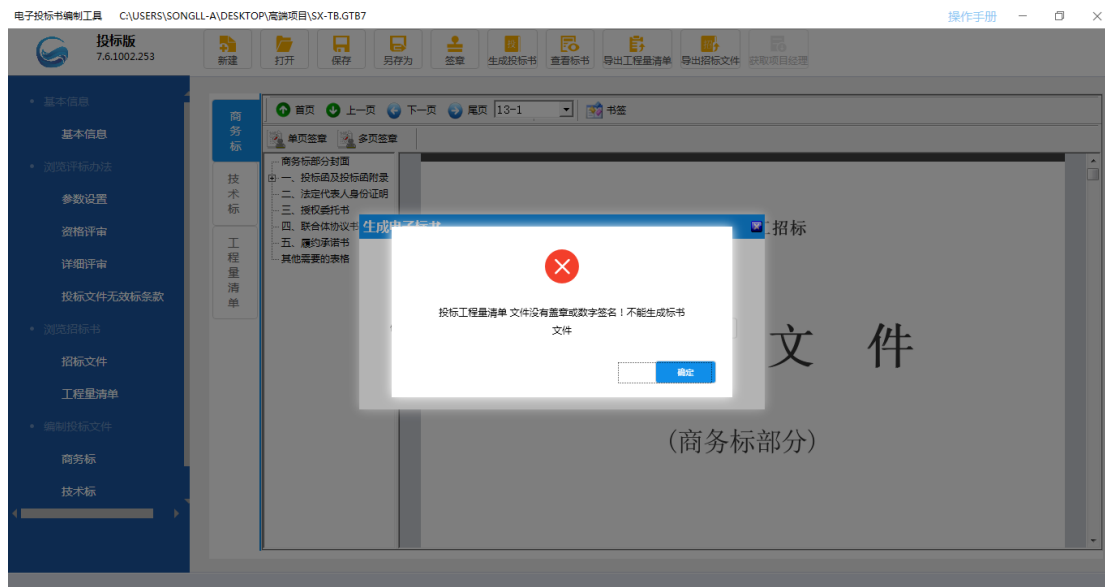 电子投标书编制工具 C:\USERS\SONGLL-A\DESKTOP\高端项目\SX-TB.GTB7 操作手册
投标版
7.6.1002.253
新建 打开 保存 另存为 签章 生成投标书 查看标书 导出工程量清单 导出招标文件 获取项目经理
基本信息
基本信息
浏览评标办法
参数设置
资格评审
详细评审
投标文件无效标条款
浏览招标书
招标文件
工程量清单
编制投标文件
商务标
技术标
商务标
技术标
工程量清单
首页 上一页 下一页 尾页 13-1 书签
单页签章 多页签章
商务标部分封面
一、投标函及投标函附录
二、法定代表人身份证明
三、授权委托书
四、联合体协议书
五、履约承诺书
其他需要的表格
招标
文 件
(商务标部分)
投标工程量清单 文件没有盖章或数字签名！不能生成标书
文件
确定